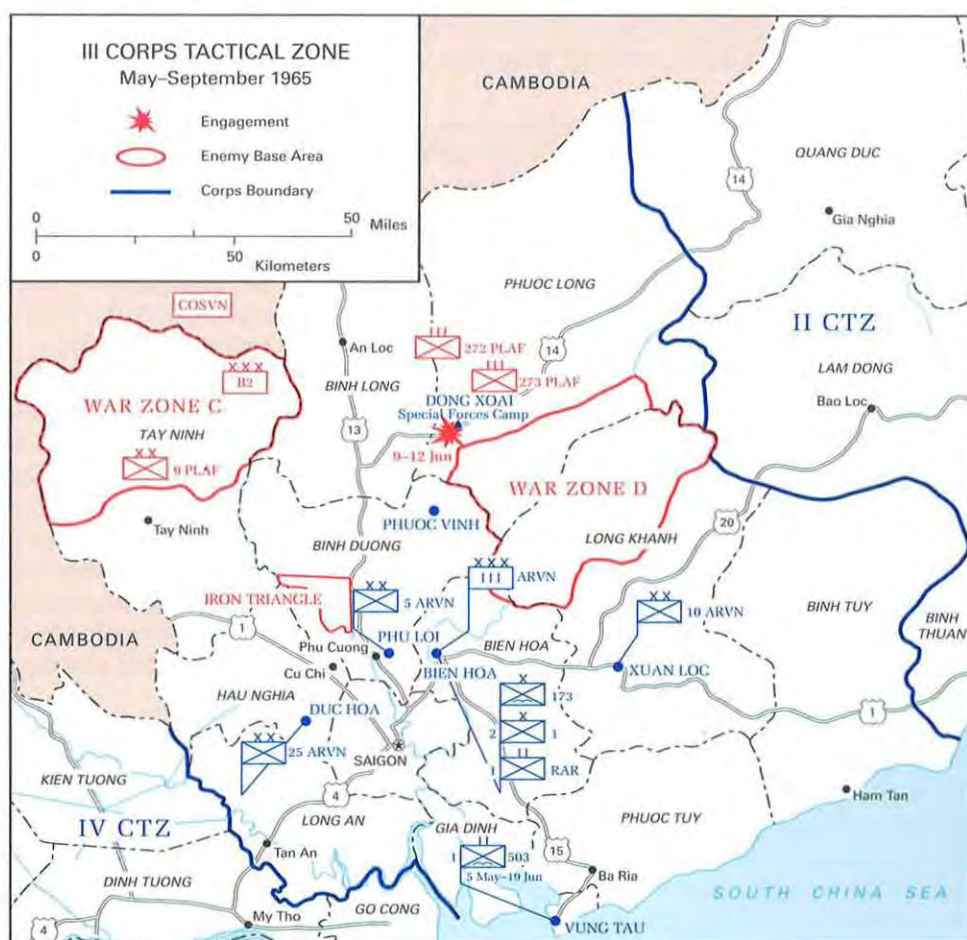 III CORPS TACTICAL ZONE
May–September 1965
Engagement
Enemy Base Area
Corps Boundary
0 50
Miles
0 50
Kilometers
CAMBODIA
QUANG DUC
14
Gia Nghia
PHUOC LONG
COSVN
II CTZ
An Loc
III
272 PLAF
14
XXX
B2
III
273 PLAF
BINH LONG
LAM DONG
DONG XOAI
Special Forces Camp
Bao Loc
WAR ZONE C
TAY NINH
13
9–12 Jun
XX
9 PLAF
WAR ZONE D
PHUOC VINH
20
Tay Ninh
BINH DUONG
LONG KHANH
XXX
III
ARVN
IRON TRIANGLE
XX
5 ARVN
XX
10 ARVN
BINH TUY
BINH
THUAN
CAMBODIA
1
PHU LOI
BIEN HOA
Phu Cuong
Cu Chi
BIEN HOA
XUAN LOC
HAU NGHIA
X
173
1
DUC HOA
X
2 1
XX
25 ARVN
SAIGON
II
1 RAR
KIEN TUONG
4
Ham Tan
IV CTZ
LONG AN
GIA DINH
PHUOC TUY
II
1 503
5 May–19 Jun
15
Tan An
Ba Ria
DINH TUONG
SOUTH CHINA SEA
GO CONG
4
My Tho
VUNG TAU